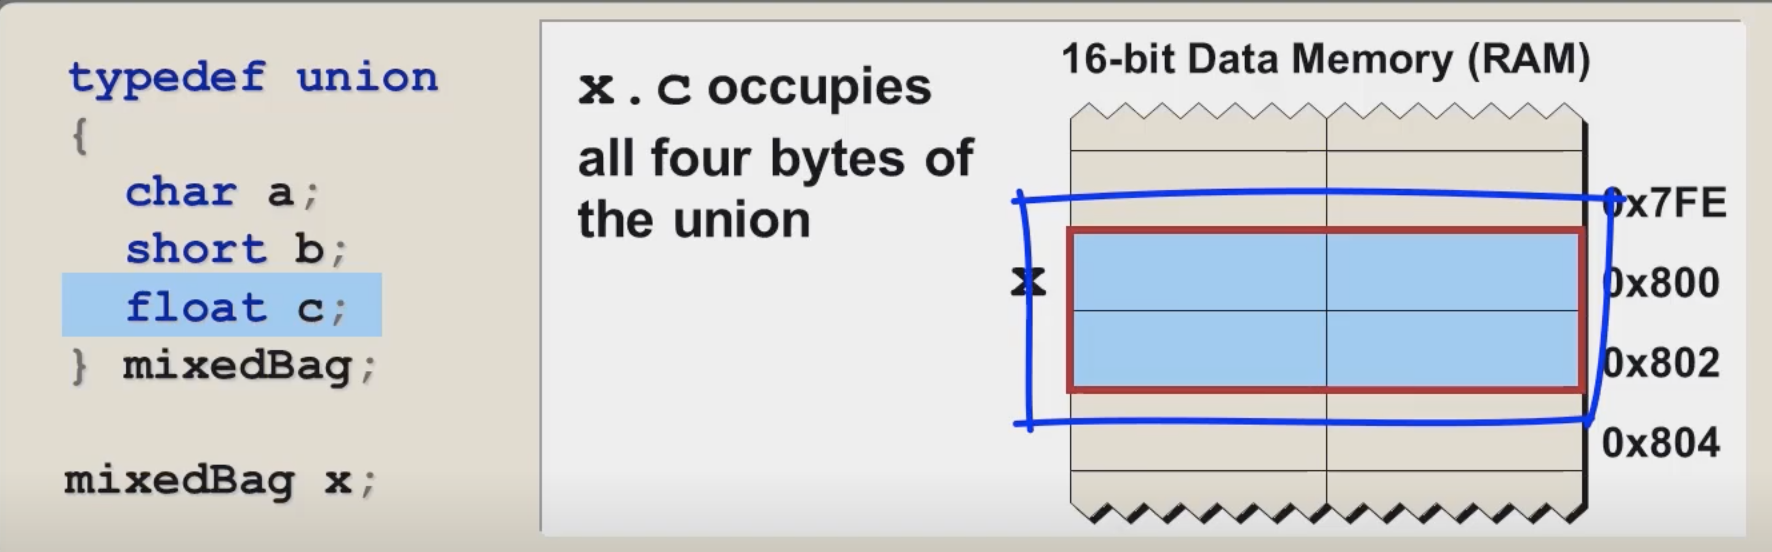 typedef union
{
char a;
short b;
float c;
} mixedBag;
mixedBag x;
x.c occupies
all four bytes of
the union
16-bit Data Memory (RAM)
0x7FE
x
0x800
0x802
0x804